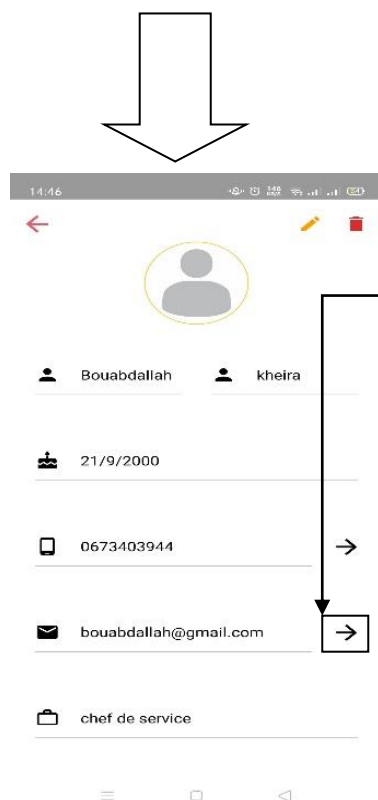 14:46
Bouabdallah kheira
21/9/2000
0673403944
bouabdallah@gmail.com
chef de service